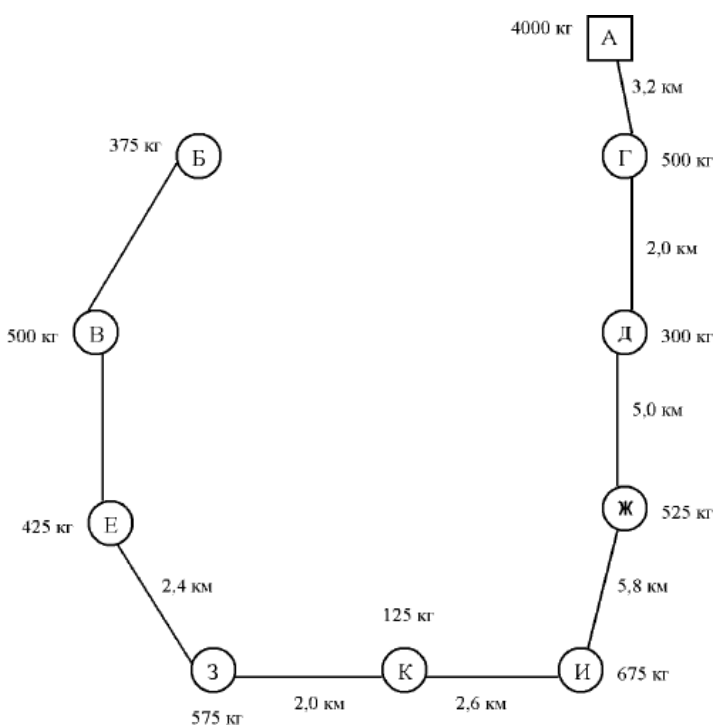 4000 кг
А
3,2 км
375 кг
Б
Г
500 кг
2,0 км
500 кг
В
Д
300 кг
5,0 км
425 кг
Е
Ж
525 кг
2,4 км
5,8 км
125 кг
З
К
И
675 кг
2,0 км
2,6 км
575 кг